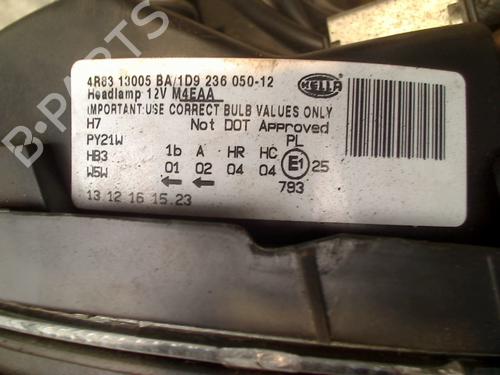 B-PARTS
4R83 13005 BA/1D9 236 050-12
Headlamp 12V M4EAA
IMPORTANT:USE CORRECT BULB VALUES ONLY
H7 Not DOT Approved
PY21W PL
HB3 1b A HR HC E1 25
W5W 01 02 04 04
← ← 793
13 12 16 15.23
HELLA